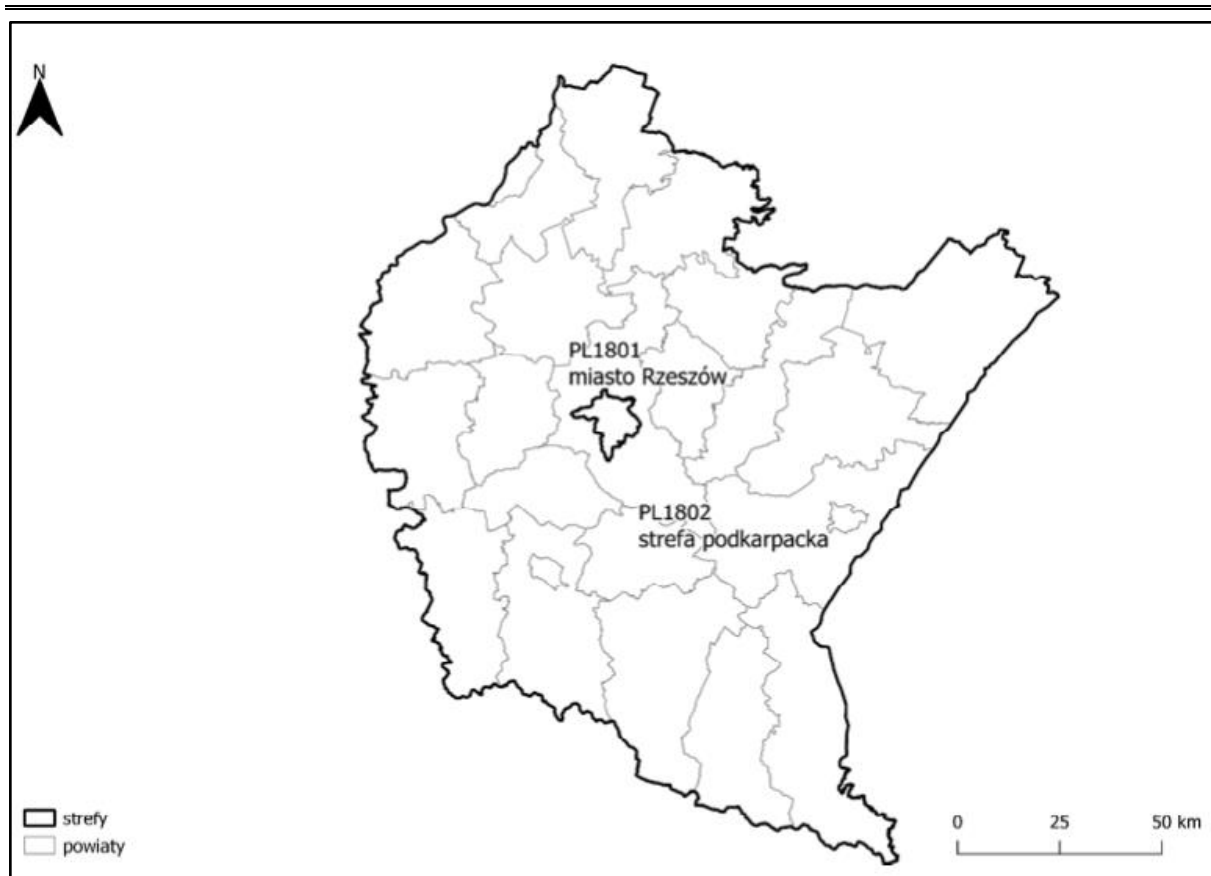 N
PL1801
miasto Rzeszów
PL1802
strefa podkarpacka
strefy
powiaty
0 25 50 km